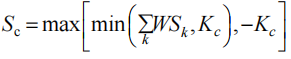 S_c = max[min(∑_k WS_k, K_c), -K_c]